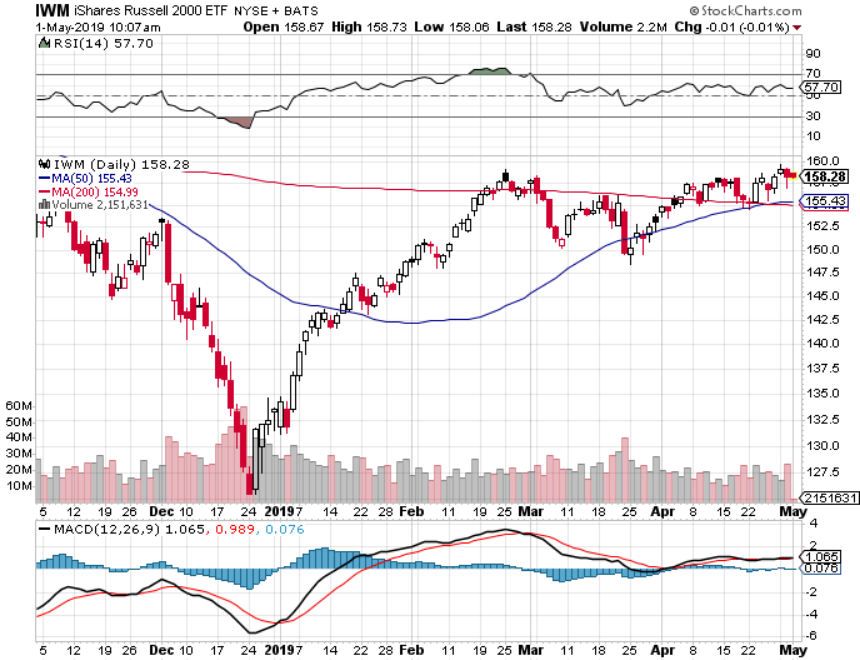 IWM iShares Russell 2000 ETF NYSE + BATS ® StockCharts.com
1-May-2019 10:07am Open 158.67 High 158.73 Low 158.06 Last 158.28 Volume 2.2M Chg -0.01 (-0.01%)
RSI(14) 57.70
90
70
57.70
50
30
10
IWM (Daily) 158.28
MA(50) 155.43
MA(200) 154.99
Volume 2,151,631
160.0
158.28
155.43
152.5
150.0
147.5
145.0
142.5
140.0
137.5
135.0
132.5
130.0
127.5
60M
50M
40M
30M
20M
10M
2151631
5 12 19 26 Dec 10 17 24 2019 7 14 22 28 Feb 11 19 25 Mar 11 18 25 Apr 8 15 22 May
MACD(12,26,9) 1.065, 0.989, 0.076
4
2
1.065
0.076
-2
-4
-6
5 12 19 26 Dec 10 17 24 2019 7 14 22 28 Feb 11 19 25 Mar 11 18 25 Apr 8 15 22 May